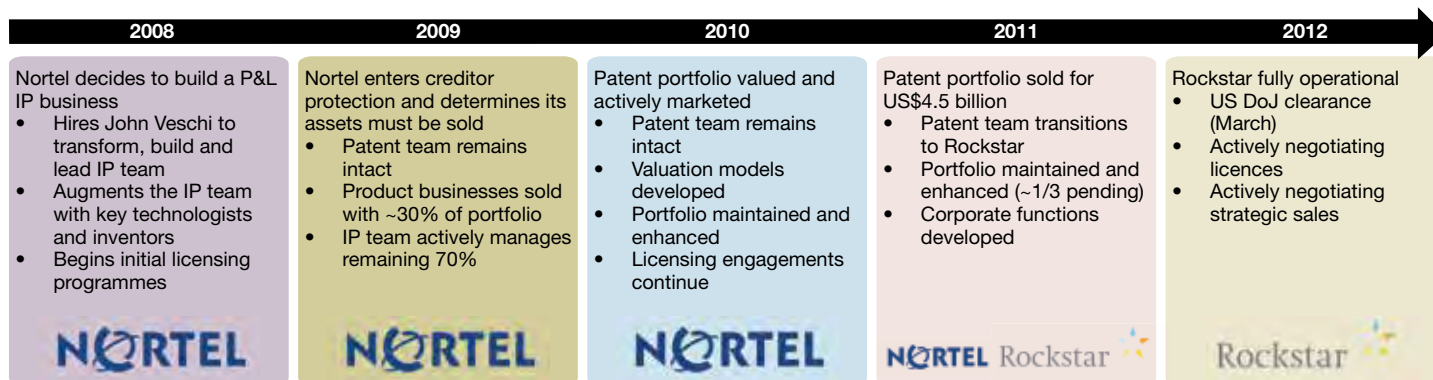 2008
2009
2010
2011
2012
Nortel decides to build a P&L
IP business
• Hires John Veschi to
transform, build and
lead IP team
• Augments the IP team
with key technologists
and inventors
• Begins initial licensing
programmes
NORTEL
Nortel enters creditor
protection and determines its
assets must be sold
• Patent team remains
intact
• Product businesses sold
with ~30% of portfolio
• IP team actively manages
remaining 70%
NORTEL
Patent portfolio valued and
actively marketed
• Patent team remains
intact
• Valuation models
developed
• Portfolio maintained and
enhanced
• Licensing engagements
continue
NORTEL
Patent portfolio sold for
US$4.5 billion
• Patent team transitions
to Rockstar
• Portfolio maintained and
enhanced (~1/3 pending)
• Corporate functions
developed
NORTEL Rockstar
Rockstar fully operational
• US DoJ clearance
(March)
• Actively negotiating
licences
• Actively negotiating
strategic sales
Rockstar